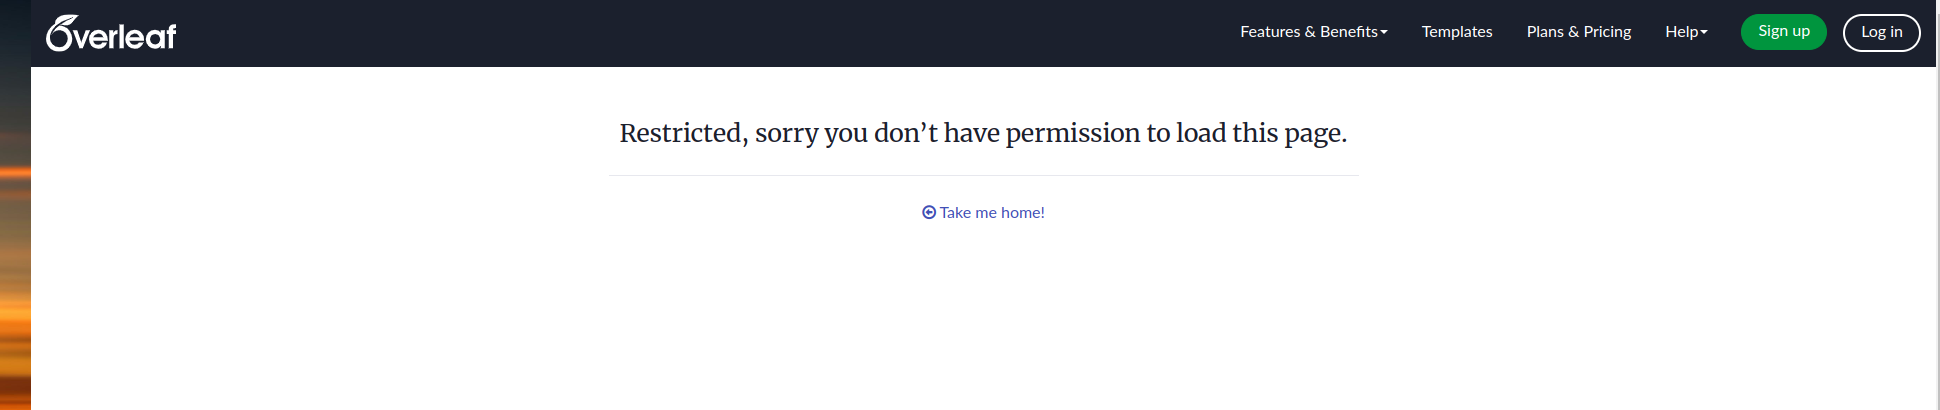 Overleaf
Features & Benefits
Templates
Plans & Pricing
Help
Sign up
Log in
Restricted, sorry you don’t have permission to load this page.
Take me home!